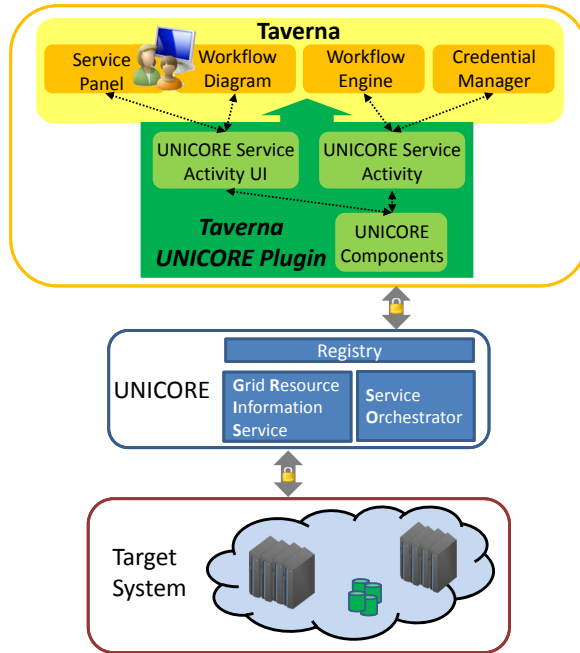 Taverna
Service
Panel
Workflow
Diagram
Workflow
Engine
Credential
Manager
UNICORE Service
Activity UI
UNICORE Service
Activity
Taverna
UNICORE Plugin
UNICORE
Components
UNICORE
Registry
Grid Resource
Information
Service
Service
Orchestrator
Target
System